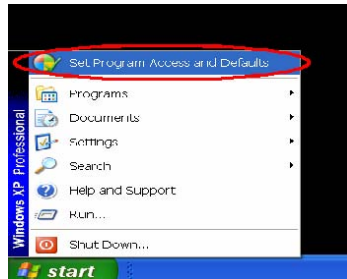 Set Program Access and Defaults
Programs
Documents
Settings
Search
Help and Support
Run...
Shut Down...
Windows XP Professional
start